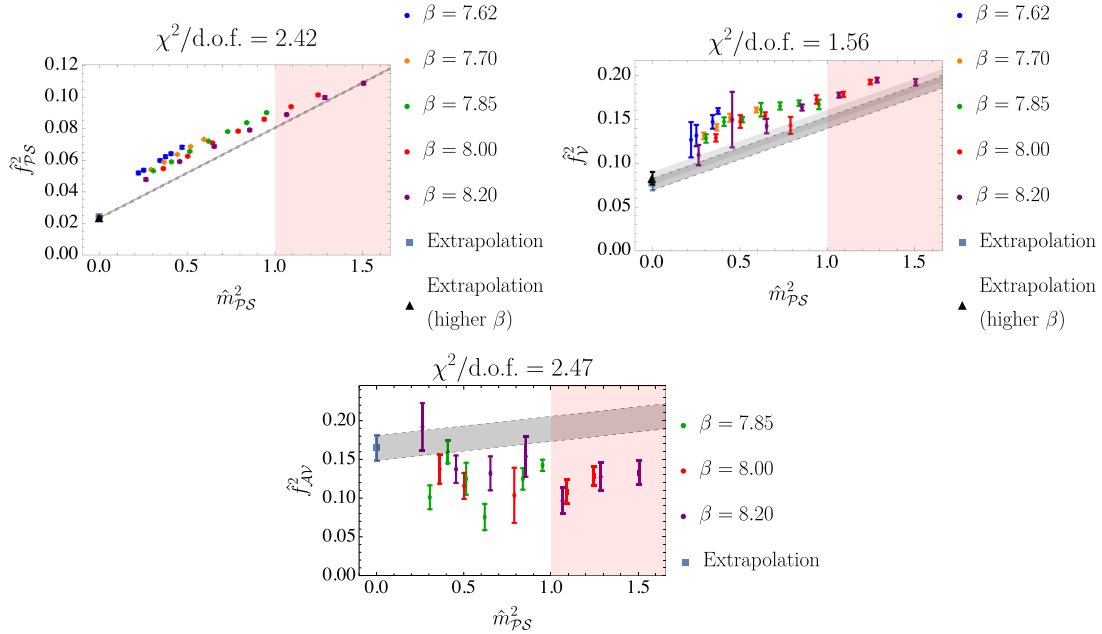 χ²/d.o.f. = 2.42
0.12
0.10
0.08
0.06
0.04
0.02
0.00
f̂²_𝒫𝒮
0.0 0.5 1.0 1.5
m̂²_𝒫𝒮
β = 7.62
β = 7.70
β = 7.85
β = 8.00
β = 8.20
Extrapolation
Extrapolation
(higher β)
χ²/d.o.f. = 1.56
0.20
0.15
0.10
0.05
0.00
f̂²_𝒱
0.0 0.5 1.0 1.5
m̂²_𝒫𝒮
β = 7.62
β = 7.70
β = 7.85
β = 8.00
β = 8.20
Extrapolation
Extrapolation
(higher β)
χ²/d.o.f. = 2.47
0.20
0.15
0.10
0.05
0.00
f̂²_𝒜𝒱
0.0 0.5 1.0 1.5
m̂²_𝒫𝒮
β = 7.85
β = 8.00
β = 8.20
Extrapolation